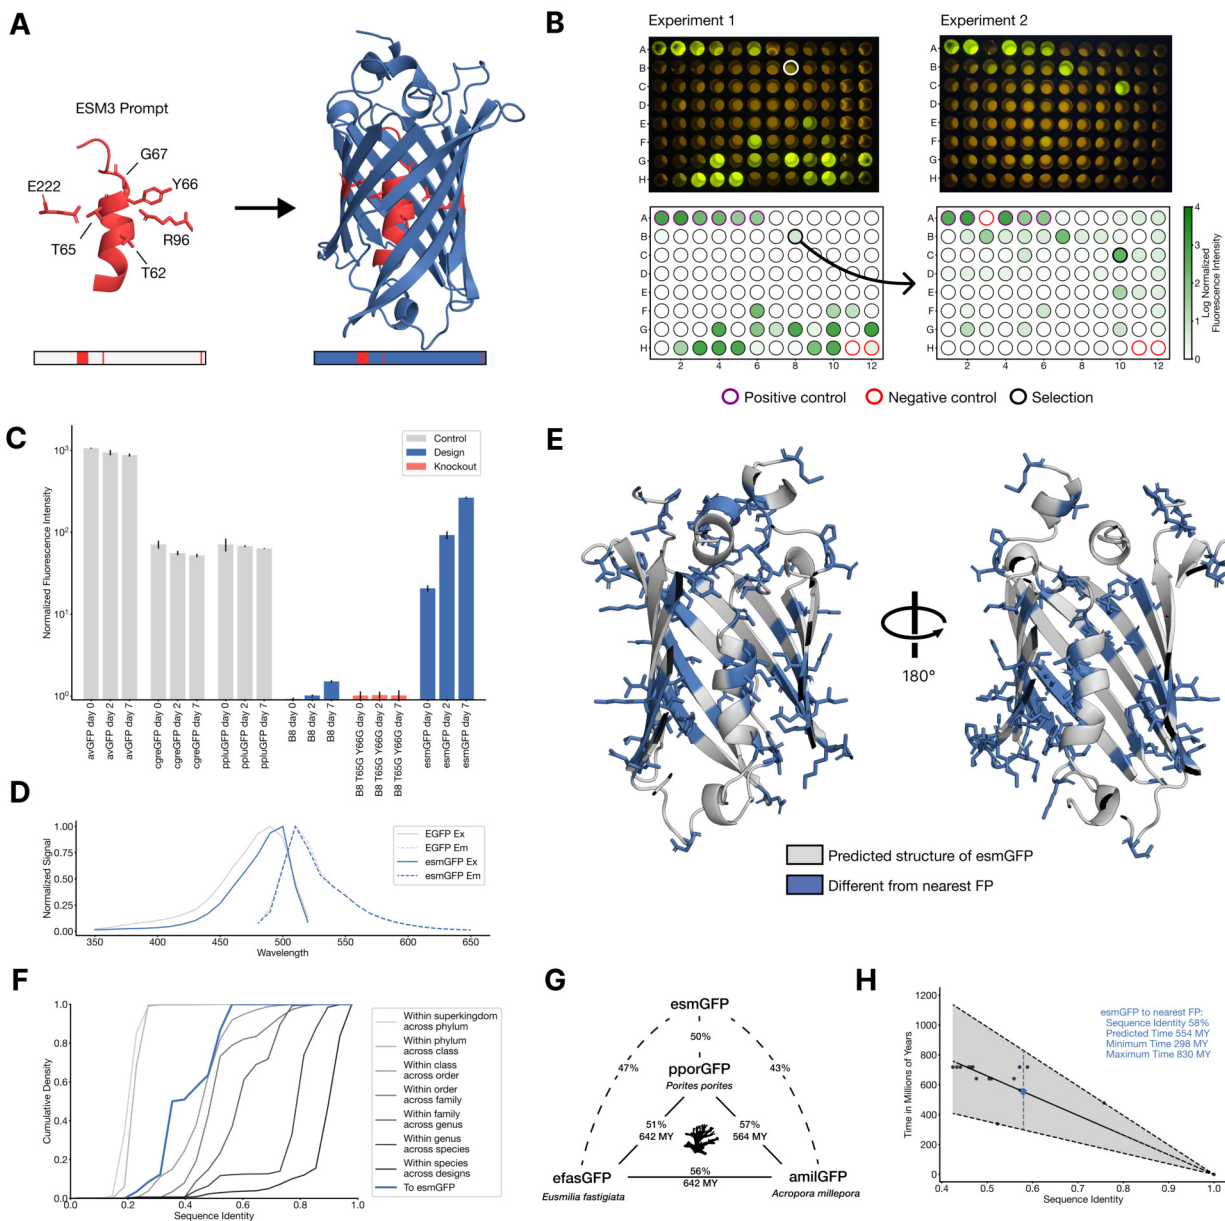 A
ESM3 Prompt
G67
E222
Y66
T65
R96
T62
B
Experiment 1
Experiment 2
A
B
C
D
E
F
G
H
A
B
C
D
E
F
G
H
A
B
C
D
E
F
G
H
2 4 6 8 10 12
A
B
C
D
E
F
G
H
2 4 6 8 10 12
4
3
2
1
0
Log Normalized
Fluorescence Intensity
Positive control
Negative control
Selection
C
Normalized Fluorescence Intensity
10³
10²
10¹
10⁰
Control
Design
Knockout
avGFP day 0
avGFP day 2
avGFP day 7
cgreGFP day 0
cgreGFP day 2
cgreGFP day 7
ppluGFP day 0
ppluGFP day 2
ppluGFP day 7
B8 day 0
B8 day 2
B8 day 7
B8 T65G Y66G day 0
B8 T65G Y66G day 2
B8 T65G Y66G day 7
esmGFP day 0
esmGFP day 2
esmGFP day 7
D
Normalized Signal
1.00
0.75
0.50
0.25
0.00
350 400 450 500 550 600 650
Wavelength
EGFP Ex
EGFP Em
esmGFP Ex
esmGFP Em
E
180°
Predicted structure of esmGFP
Different from nearest FP
F
Cumulative Density
1.0
0.8
0.6
0.4
0.2
0.0
0.0 0.2 0.4 0.6 0.8 1.0
Sequence Identity
Within superkingdom
across phylum
Within phylum
across class
Within class
across order
Within order
across family
Within family
across genus
Within genus
across species
Within species
across designs
To esmGFP
G
esmGFP
50%
47%
43%
pporGFP
Porites porites
51%
642 MY
57%
564 MY
56%
642 MY
efasGFP
Eusmilia fastigiata
amilGFP
Acropora millepora
H
Time in Millions of Years
1200
1000
800
600
400
200
0
0.4 0.5 0.6 0.7 0.8 0.9 1.0
Sequence Identity
esmGFP to nearest FP:
Sequence Identity 58%
Predicted Time 554 MY
Minimum Time 298 MY
Maximum Time 830 MY